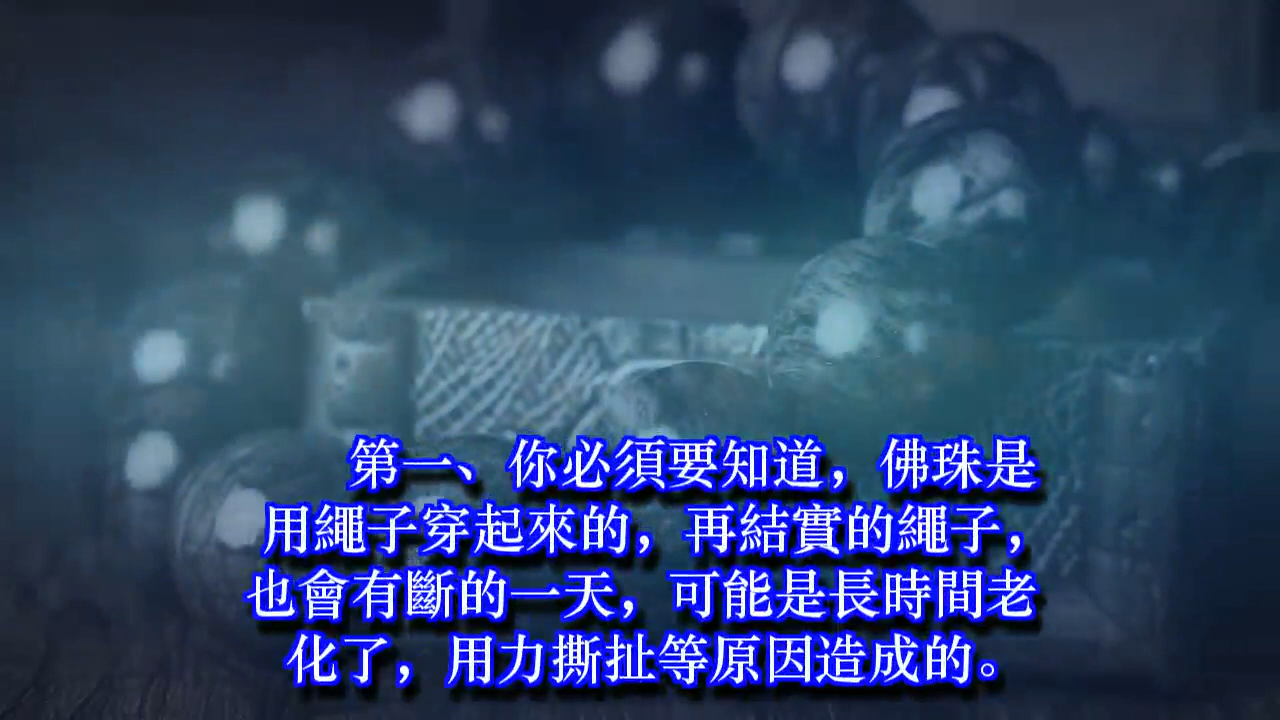 第一、你必須要知道，佛珠是
用繩子穿起來的，再結實的繩子，
也會有斷的一天，可能是長時間老
化了，用力撕扯等原因造成的。